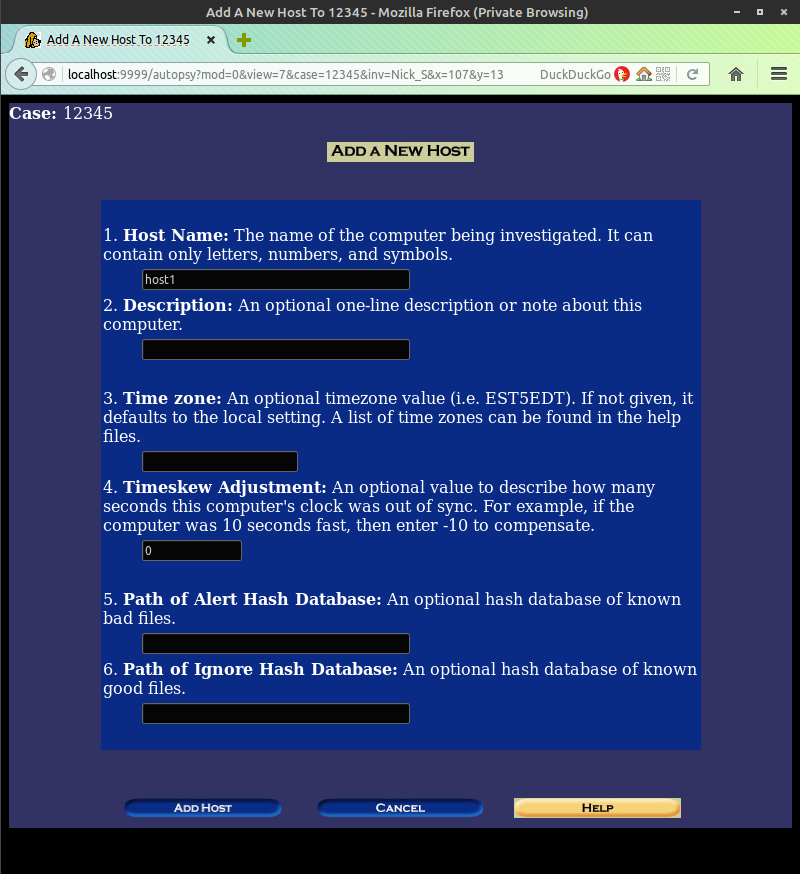 Add A New Host To 12345 - Mozilla Firefox (Private Browsing)
Add A New Host To 12345
localhost:9999/autopsy?mod=0&view=7&case=12345&inv=Nick_S&x=107&y=13 DuckDuckGo
Case: 12345
ADD A NEW HOST
1. Host Name: The name of the computer being investigated. It can
contain only letters, numbers, and symbols.
host1
2. Description: An optional one-line description or note about this
computer.
3. Time zone: An optional timezone value (i.e. EST5EDT). If not given, it
defaults to the local setting. A list of time zones can be found in the help
files.
4. Timeskew Adjustment: An optional value to describe how many
seconds this computer's clock was out of sync. For example, if the
computer was 10 seconds fast, then enter -10 to compensate.
0
5. Path of Alert Hash Database: An optional hash database of known
bad files.
6. Path of Ignore Hash Database: An optional hash database of known
good files.
ADD HOST CANCEL HELP